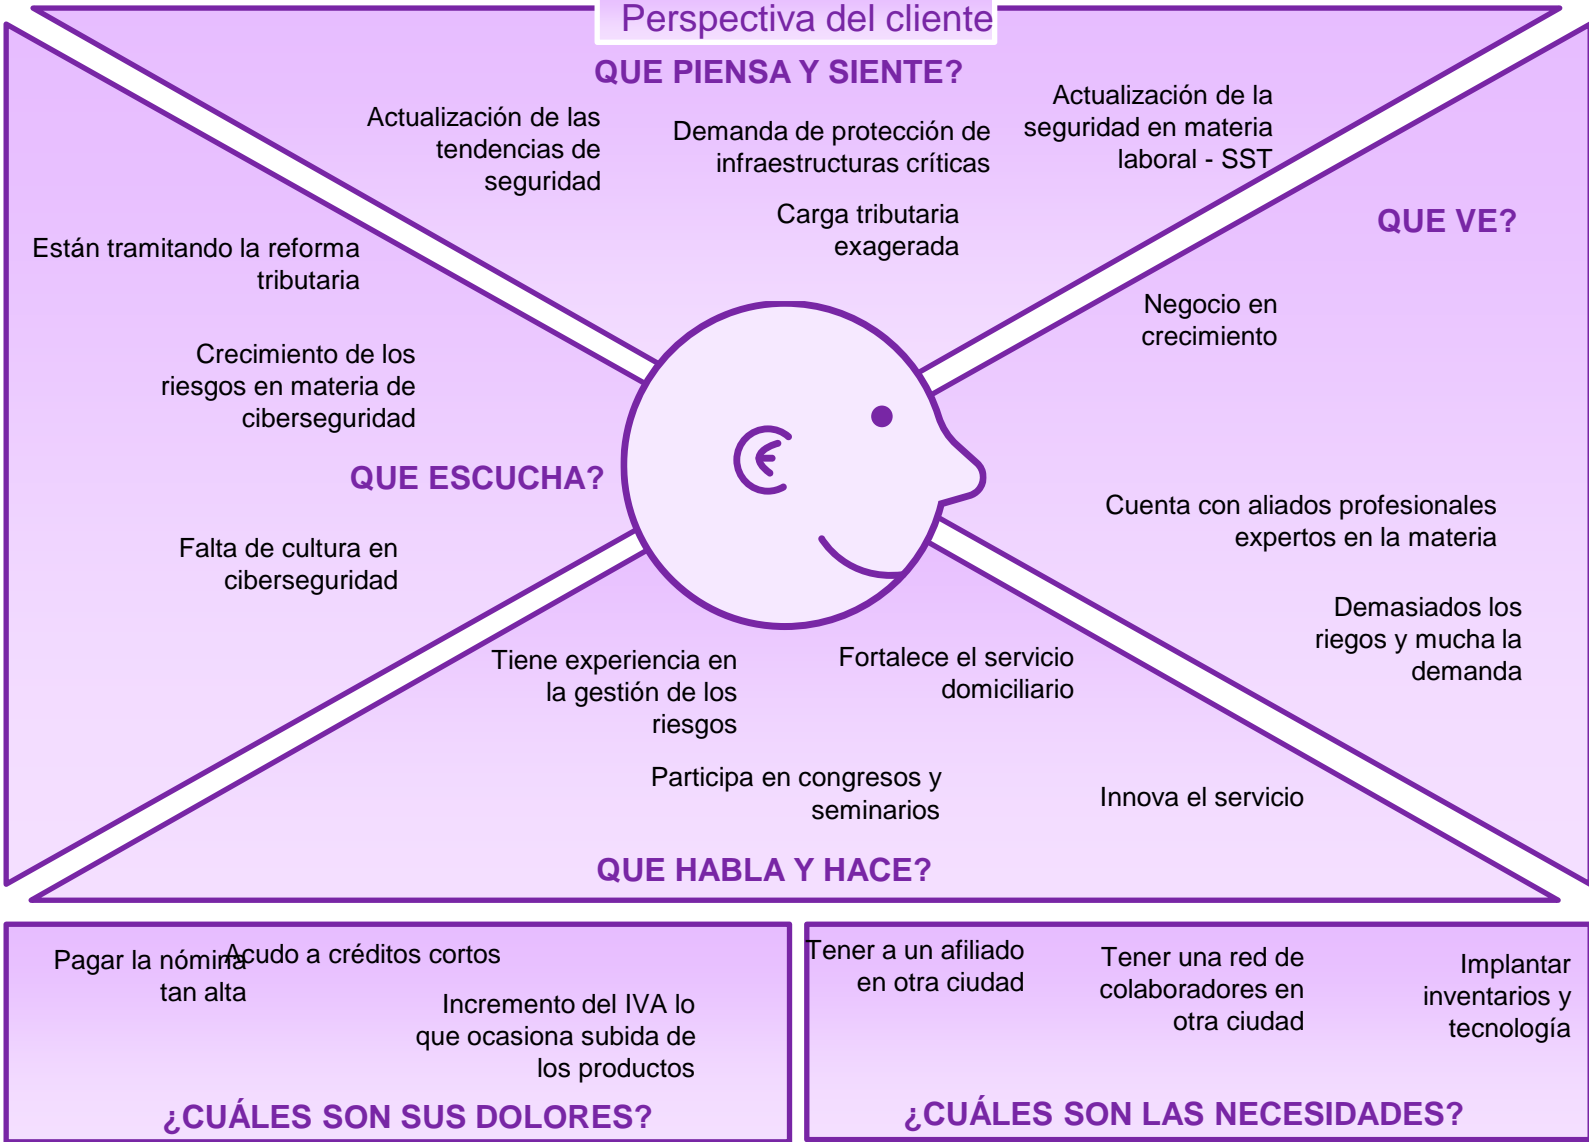 Perspectiva del cliente
QUE PIENSA Y SIENTE?
Actualización de las
tendencias de
seguridad
Demanda de protección de
infraestructuras críticas
Actualización de la
seguridad en materia
laboral - SST
Carga tributaria
exagerada
QUE VE?
Negocio en
crecimiento
Cuenta con aliados profesionales
expertos en la materia
Demasiados los
riegos y mucha la
demanda
Están tramitando la reforma
tributaria
Crecimiento de los
riesgos en materia de
ciberseguridad
QUE ESCUCHA?
Falta de cultura en
ciberseguridad
Tiene experiencia en
la gestión de los
riesgos
Fortalece el servicio
domiciliario
Participa en congresos y
seminarios
Innova el servicio
QUE HABLA Y HACE?
Pagar la nómina
tan alta
Acudo a créditos cortos
Incremento del IVA lo
que ocasiona subida de
los productos
¿CUÁLES SON SUS DOLORES?
Tener a un afiliado
en otra ciudad
Tener una red de
colaboradores en
otra ciudad
Implantar
inventarios y
tecnología
¿CUÁLES SON LAS NECESIDADES?